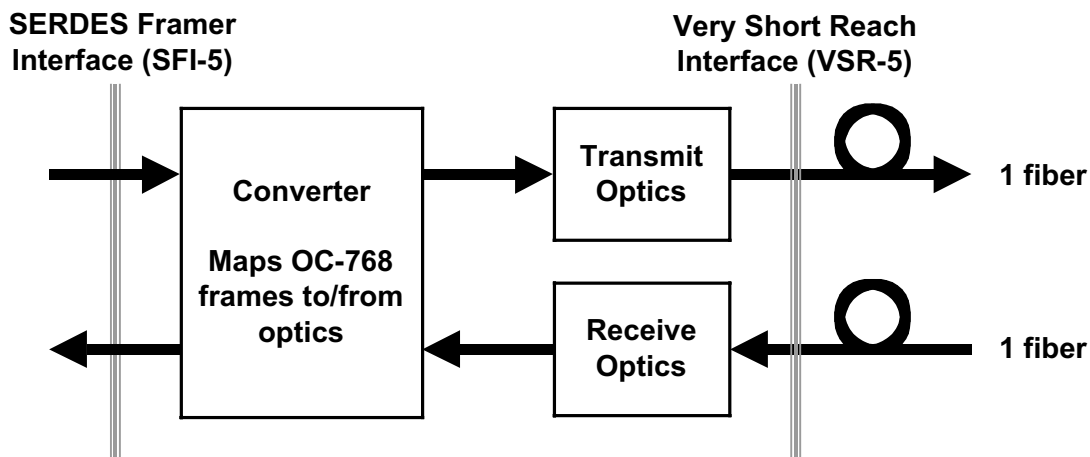 SERDES Framer
Interface (SFI-5)
Very Short Reach
Interface (VSR-5)
Converter
Maps OC-768
frames to/from
optics
Transmit
Optics
1 fiber
Receive
Optics
1 fiber